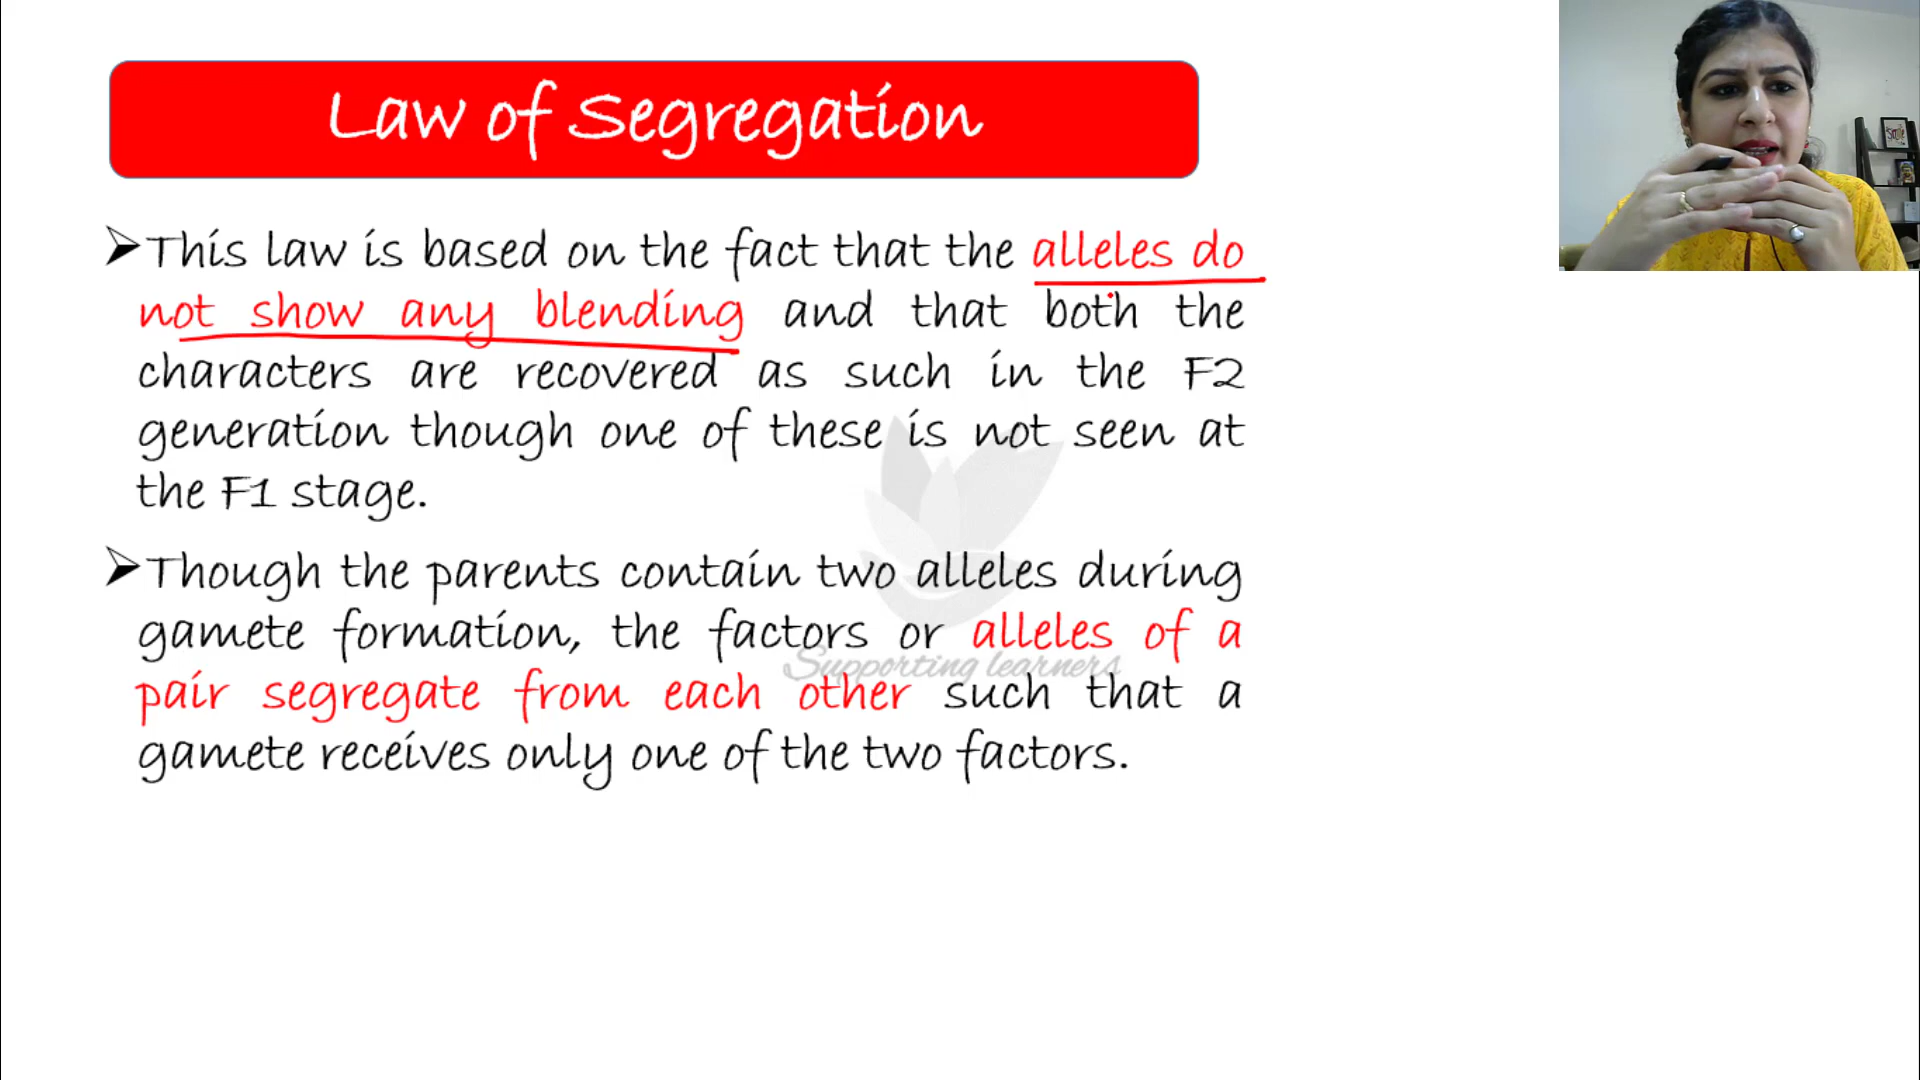 Law of Segregation
➢This law is based on the fact that the alleles do
not show any blending and that both the
characters are recovered as such in the F2
generation though one of these is not seen at
the F1 stage.
➢Though the parents contain two alleles during
gamete formation, the factors or alleles of a
pair segregate from each other such that a
gamete receives only one of the two factors.
Supporting learners
Smile